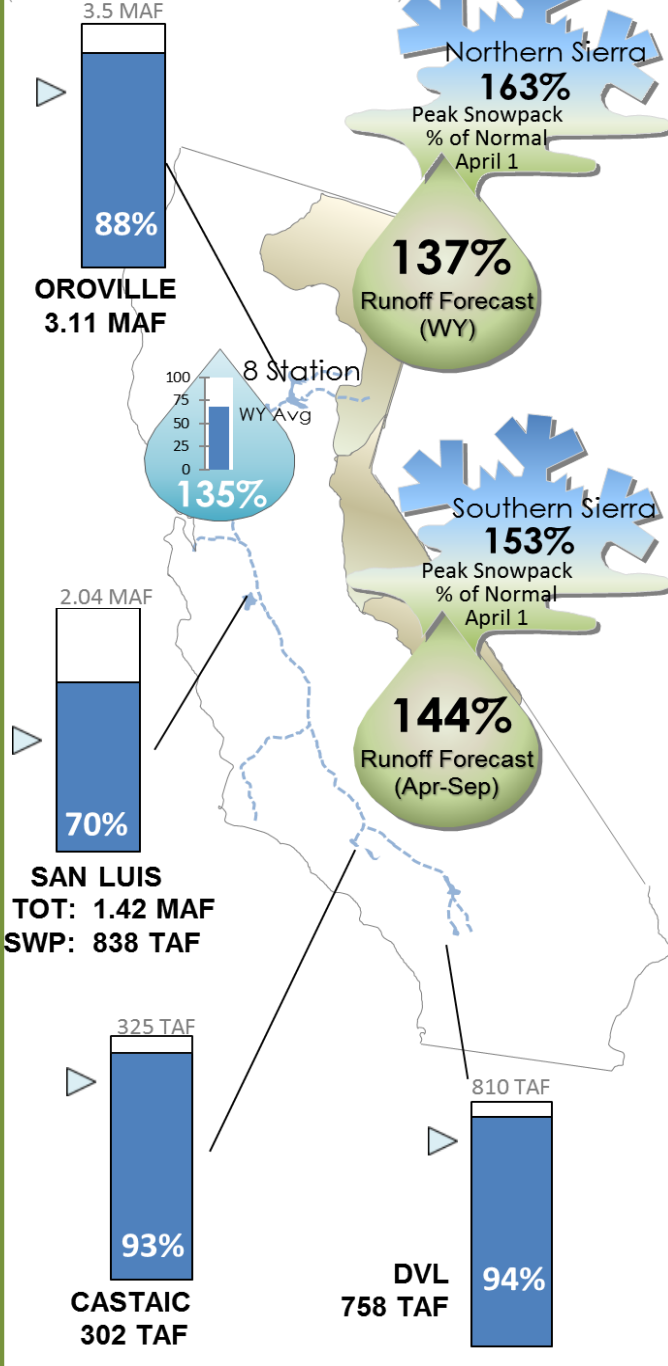 3.5 MAF
88%
OROVILLE
3.11 MAF
Northern Sierra
163%
Peak Snowpack
% of Normal
April 1
137%
Runoff Forecast
(WY)
8 Station
WY Avg
100
75
50
25
0
135%
Southern Sierra
153%
Peak Snowpack
% of Normal
April 1
144%
Runoff Forecast
(Apr-Sep)
2.04 MAF
70%
SAN LUIS
TOT: 1.42 MAF
SWP: 838 TAF
325 TAF
93%
CASTAIC
302 TAF
810 TAF
94%
DVL
758 TAF